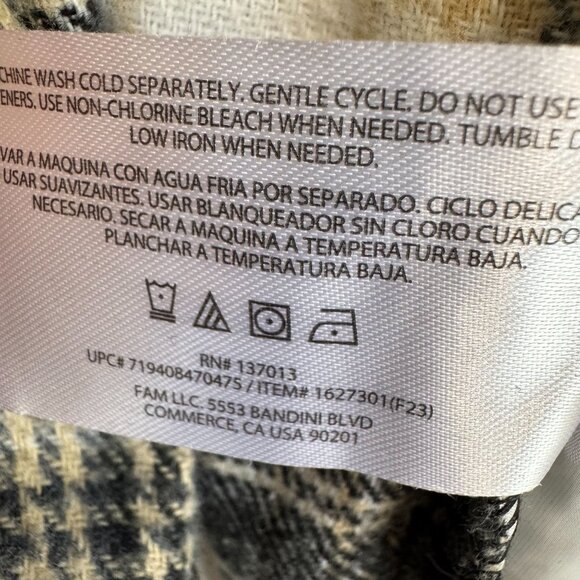 CHINE WASH COLD SEPARATELY. GENTLE CYCLE. DO NOT USE
ENERS. USE NON-CHLORINE BLEACH WHEN NEEDED. TUMBLE D
LOW IRON WHEN NEEDED.
VAR A MAQUINA CON AGUA FRIA POR SEPARADO. CICLO DELICA
USAR SUAVIZANTES. USAR BLANQUEADOR SIN CLORO CUANDO
NECESARIO. SECAR A MAQUINA A TEMPERATURA BAJA.
PLANCHAR A TEMPERATURA BAJA.
RN# 137013
UPC# 719408470475 / ITEM# 1627301(F23)
FAM LLC. 5553 BANDINI BLVD
COMMERCE, CA USA 90201